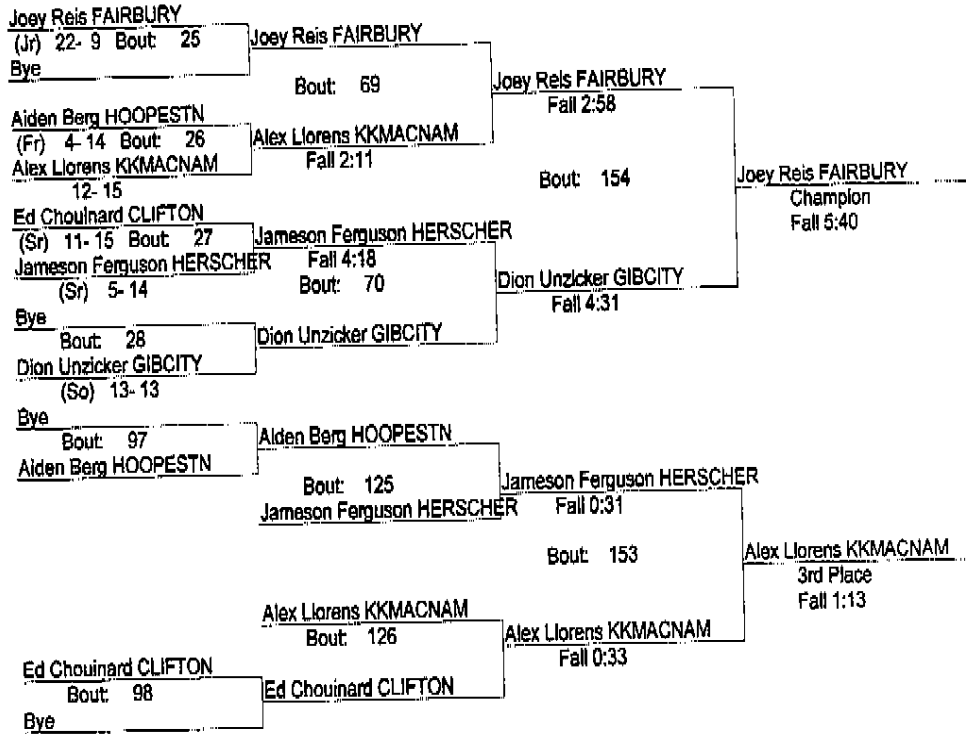 Joey Reis FAIRBURY
(Jr) 22- 9 Bout: 25
Bye
Joey Reis FAIRBURY
Bout: 69
Aiden Berg HOOPESTN
(Fr) 4- 14 Bout: 26
Alex Llorens KKMACNAM
12- 15
Alex Llorens KKMACNAM
Fall 2:11
Joey Reis FAIRBURY
Fall 2:58
Bout: 154
Joey Reis FAIRBURY
Champion
Fall 5:40
Ed Chouinard CLIFTON
(Sr) 11- 15 Bout: 27
Jameson Ferguson HERSCHER
(Sr) 5- 14
Jameson Ferguson HERSCHER
Fall 4:18
Bout: 70
Bye
Bout: 28
Dion Unzicker GIBCITY
(So) 13- 13
Dion Unzicker GIBCITY
Dion Unzicker GIBCITY
Fall 4:31
Bye
Bout: 97
Aiden Berg HOOPESTN
Aiden Berg HOOPESTN
Bout: 125
Jameson Ferguson HERSCHER
Jameson Ferguson HERSCHER
Fall 0:31
Bout: 153
Alex Llorens KKMACNAM
3rd Place
Fall 1:13
Alex Llorens KKMACNAM
Bout: 126
Alex Llorens KKMACNAM
Fall 0:33
Ed Chouinard CLIFTON
Bout: 98
Bye
Ed Chouinard CLIFTON